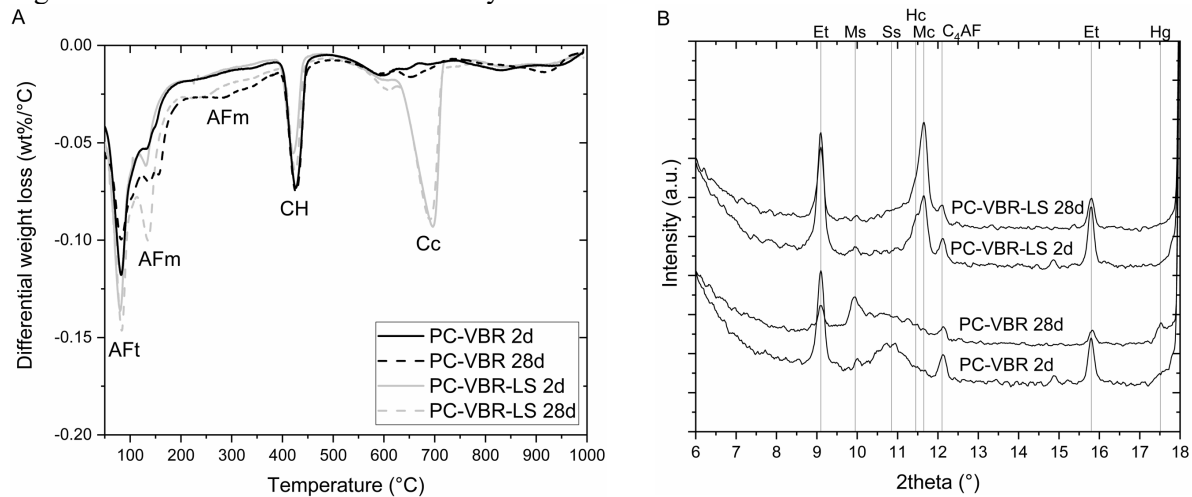 A
0.00
-0.05
-0.10
-0.15
-0.20
Differential weight loss (wt%/°C)
AFm
CH
AFm
Cc
AFt
PC-VBR 2d
PC-VBR 28d
PC-VBR-LS 2d
PC-VBR-LS 28d
100 200 300 400 500 600 700 800 900 1000
Temperature (°C)
B
Hc
Et Ms Ss Mc C₄AF Et Hg
Intensity (a.u.)
PC-VBR-LS 28d
PC-VBR-LS 2d
PC-VBR 28d
PC-VBR 2d
6 7 8 9 10 11 12 13 14 15 16 17 18
2theta (°)